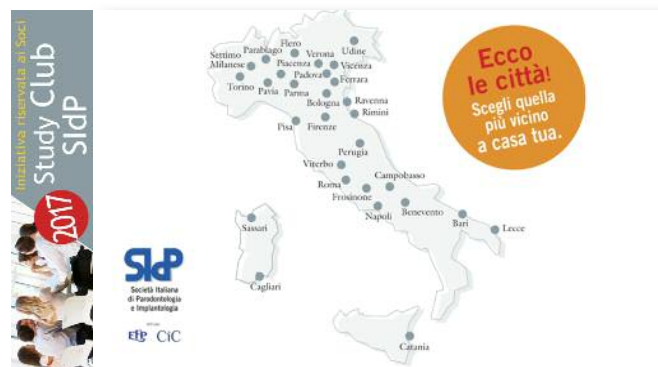 Iniziativa riservata ai Soci
Study Club
SIdP
2017
Ecco
le città!
Scegli quella
più vicino
a casa tua.
Flero
Udine
Parabiago
Verona
Settimo
Milanese
Piacenza
Vicenza
Padova
Ferrara
Torino
Pavia
Parma
Bologna
Ravenna
Rimini
Pisa
Firenze
Perugia
Viterbo
Roma
Campobasso
Frosinone
Napoli
Benevento
Bari
Lecce
Sassari
Cagliari
Catania
SIdP
Società Italiana
di Parodontologia
e Implantologia
EFP CiC